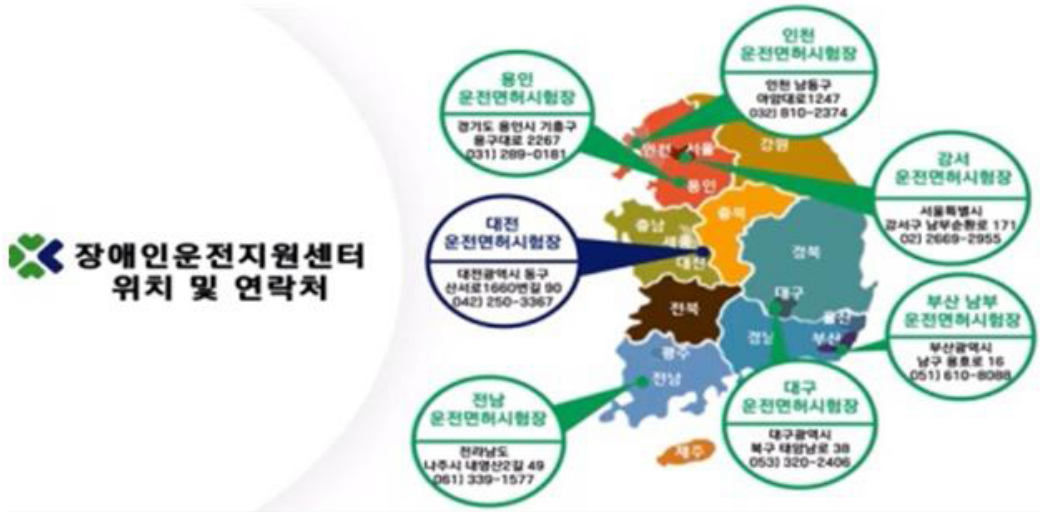 장애인운전지원센터
위치 및 연락처
인천
운전면허시험장
인천 남동구
아암대로1247
032) 810-2374
용인
운전면허시험장
경기도 용인시 기흥구
용구대로 2267
031) 289-0181
강서
운전면허시험장
서울특별시
강서구 남부순환로 171
02) 2669-2955
대전
운전면허시험장
대전광역시 동구
산서로1660번길 90
042) 250-3367
부산 남부
운전면허시험장
부산광역시
남구 용호로 16
051) 610-8088
전남
운전면허시험장
전라남도
나주시 내영산2길 49
061) 339-1577
대구
운전면허시험장
대구광역시
북구 태암남로 38
053) 320-2406
인천
서울
강원
용인
충북
충남
세종
대전
경북
전북
대구
울산
경남
부산
광주
전남
제주